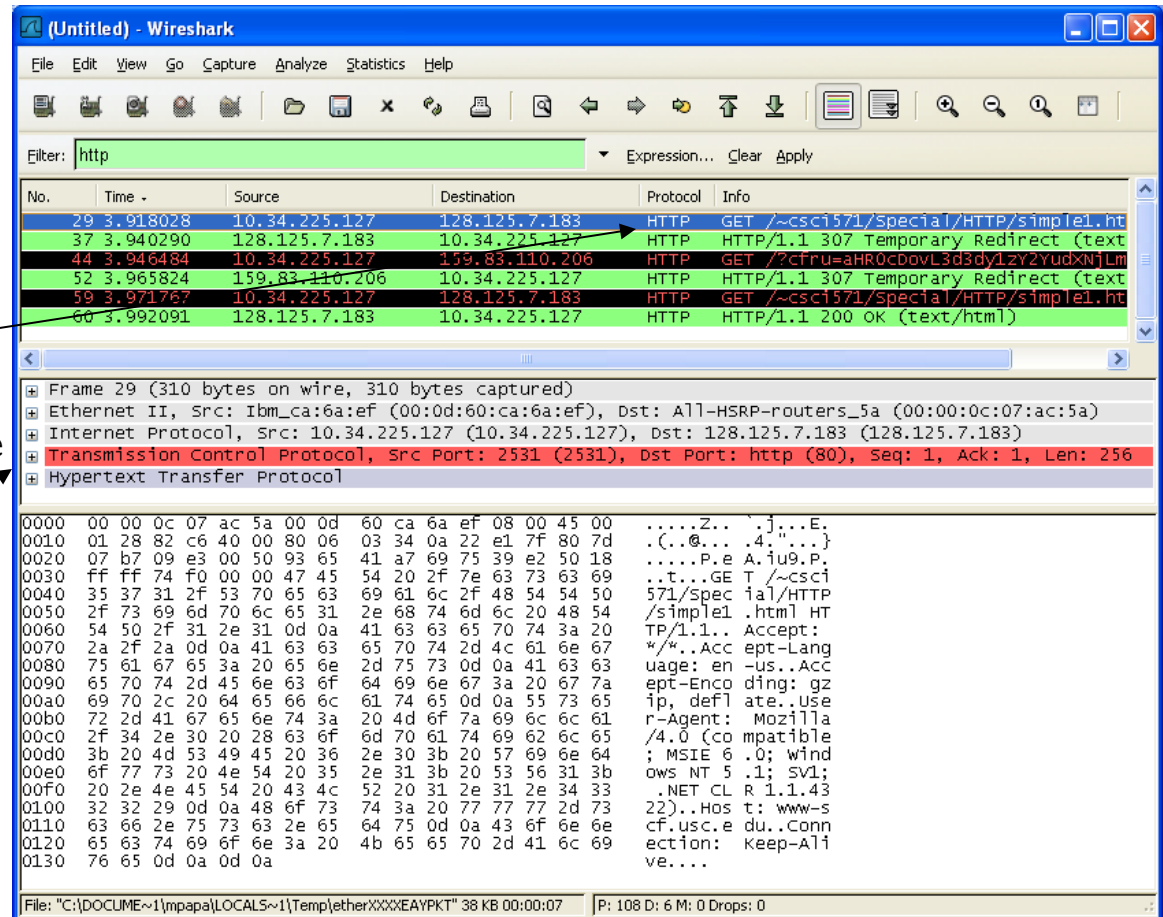 (Untitled) - Wireshark
File Edit View Go Capture Analyze Statistics Help
Filter: http Expression... Clear Apply
No. Time Source Destination Protocol Info
29 3.918028 10.34.225.127 128.125.7.183 HTTP GET /~csci571/Special/HTTP/simple1.ht
37 3.940290 128.125.7.183 10.34.225.127 HTTP HTTP/1.1 307 Temporary Redirect (text
44 3.946484 10.34.225.127 159.83.110.206 HTTP GET /?cfru=aHR0cDovL3d3dy1zY2YudXNjLm
52 3.965824 159.83.110.206 10.34.225.127 HTTP HTTP/1.1 307 Temporary Redirect (text
59 3.971767 10.34.225.127 128.125.7.183 HTTP GET /~csci571/Special/HTTP/simple1.ht
60 3.992091 128.125.7.183 10.34.225.127 HTTP HTTP/1.1 200 OK (text/html)
Frame 29 (310 bytes on wire, 310 bytes captured)
Ethernet II, Src: Ibm_ca:6a:ef (00:0d:60:ca:6a:ef), Dst: All-HSRP-routers_5a (00:00:0c:07:ac:5a)
Internet Protocol, Src: 10.34.225.127 (10.34.225.127), Dst: 128.125.7.183 (128.125.7.183)
e
Transmission Control Protocol, Src Port: 2531 (2531), Dst Port: http (80), Seq: 1, Ack: 1, Len: 256
Hypertext Transfer Protocol
0000 00 00 0c 07 ac 5a 00 0d 60 ca 6a ef 08 00 45 00 .....Z.. `.j...E.
0010 01 28 82 c6 40 00 80 06 03 34 0a 22 e1 7f 80 7d .(..@... .4."...}
0020 07 b7 09 e3 00 50 93 65 41 a7 69 75 39 e2 50 18 .....P.e A.iu9.P.
0030 ff ff 74 f0 00 00 47 45 54 20 2f 7e 63 73 63 69 ..t...GE T /~csci
0040 35 37 31 2f 53 70 65 63 69 61 6c 2f 48 54 54 50 571/Spec ial/HTTP
0050 2f 73 69 6d 70 6c 65 31 2e 68 74 6d 6c 20 48 54 /simple1 .html HT
0060 54 50 2f 31 2e 31 0d 0a 41 63 63 65 70 74 3a 20 TP/1.1.. Accept:
0070 2a 2f 2a 0d 0a 41 63 63 65 70 74 2d 4c 61 6e 67 */*..Acc ept-Lang
0080 75 61 67 65 3a 20 65 6e 2d 75 73 0d 0a 41 63 63 uage: en -us..Acc
0090 65 70 74 2d 45 6e 63 6f 64 69 6e 67 3a 20 67 7a ept-Enco ding: gz
00a0 69 70 2c 20 64 65 66 6c 61 74 65 0d 0a 55 73 65 ip, defl ate..Use
00b0 72 2d 41 67 65 6e 74 3a 20 4d 6f 7a 69 6c 6c 61 r-Agent: Mozilla
00c0 2f 34 2e 30 20 28 63 6f 6d 70 61 74 69 62 6c 65 /4.0 (co mpatible
00d0 3b 20 4d 53 49 45 20 36 2e 30 3b 20 57 69 6e 64 ; MSIE 6 .0; Wind
00e0 6f 77 73 20 4e 54 20 35 2e 31 3b 20 53 56 31 3b ows NT 5 .1; SV1;
00f0 20 2e 4e 45 54 20 43 4c 52 20 31 2e 31 2e 34 33 .NET CL R 1.1.43
0100 32 32 29 0d 0a 48 6f 73 74 3a 20 77 77 77 2d 73 22)..Hos t: www-s
0110 63 66 2e 75 73 63 2e 65 64 75 0d 0a 43 6f 6e 6e cf.usc.e du..Conn
0120 65 63 74 69 6f 6e 3a 20 4b 65 65 70 2d 41 6c 69 ection: Keep-Ali
0130 76 65 0d 0a 0d 0a ve....
File: "C:\DOCUME~1\mpapa\LOCALS~1\Temp\etherXXXXEAYPKT" 38 KB 00:00:07 P: 108 D: 6 M: 0 Drops: 0